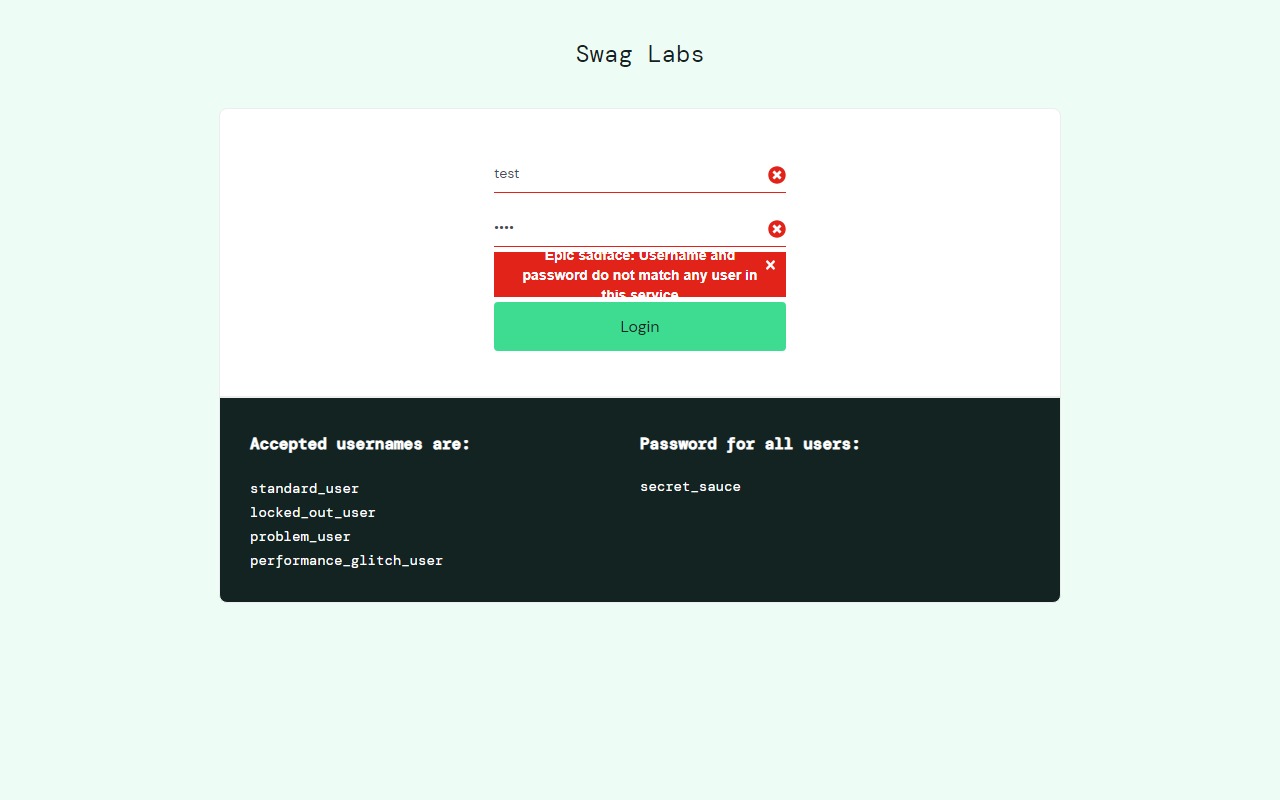 Swag Labs
test
••••
Epic sadface: Username and
password do not match any user in
this service
Login
Accepted usernames are:
standard_user
locked_out_user
problem_user
performance_glitch_user
Password for all users:
secret_sauce